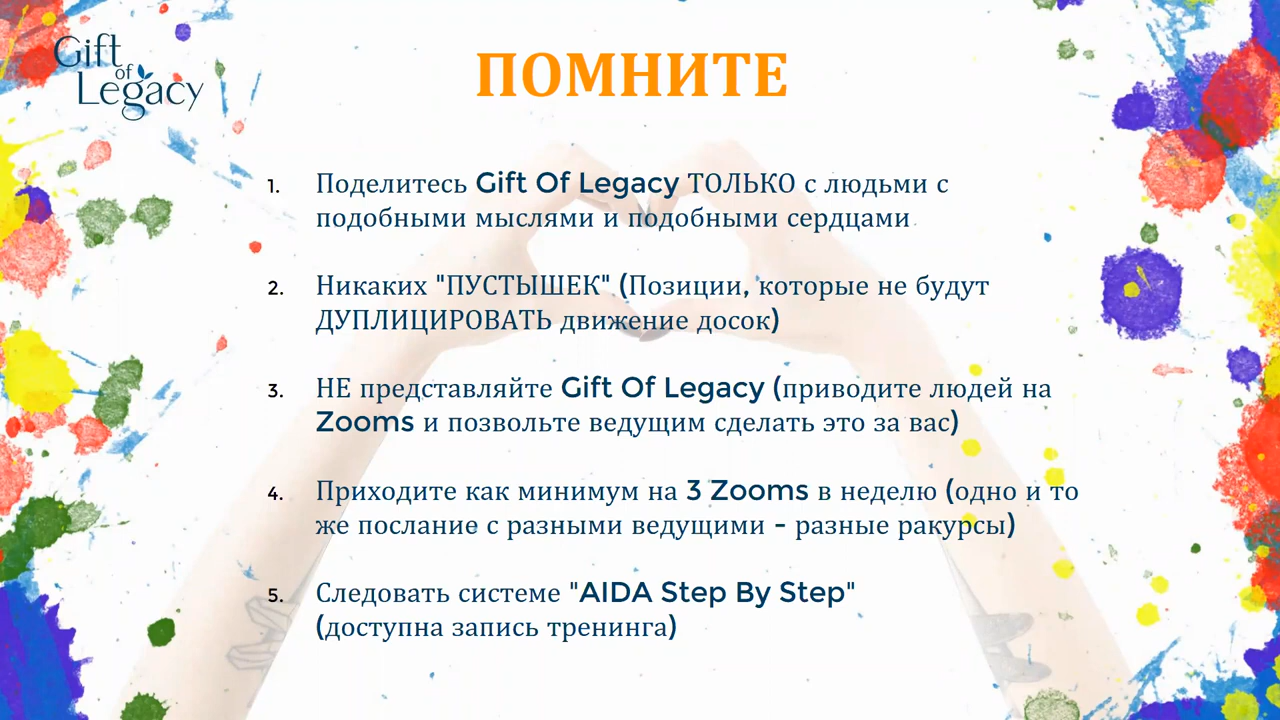 Gift
of
Legacy
ПОМНИТЕ
1. Поделитесь Gift Of Legacy ТОЛЬКО с людьми с
подобными мыслями и подобными сердцами
2. Никаких "ПУСТЫШЕК" (Позиции, которые не будут
ДУПЛИЦИРОВАТЬ движение досок)
3. НЕ представляйте Gift Of Legacy (приводите людей на
Zooms и позвольте ведущим сделать это за вас)
4. Приходите как минимум на 3 Zooms в неделю (одно и то
же послание с разными ведущими - разные ракурсы)
5. Следовать системе "AIDA Step By Step"
(доступна запись тренинга)